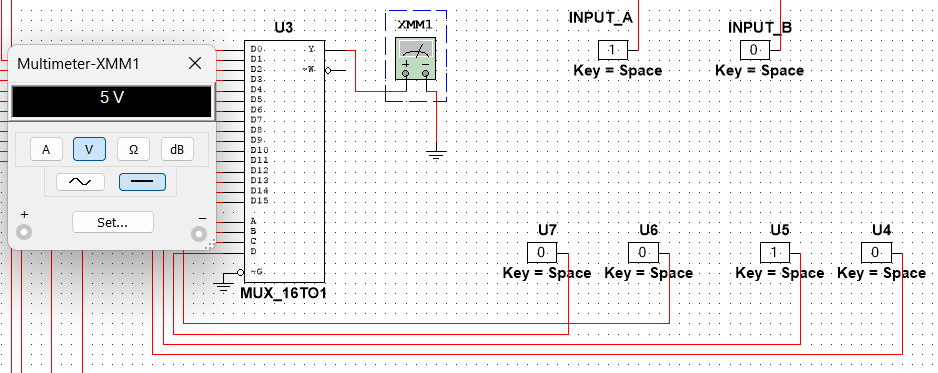 INPUT_A
INPUT_B
U3
XMM1
1
0
Key = Space
Key = Space
Multimeter-XMM1
5 V
A
V
Ω
dB
+
Set...
−
D0
D1
D2
D3
D4
D5
D6
D7
D8
D9
D10
D11
D12
D13
D14
D15
A
B
C
D
~G
Y
~W
+
−
MUX_16TO1
U7
U6
U5
U4
0
0
1
0
Key = Space
Key = Space
Key = Space
Key = Space